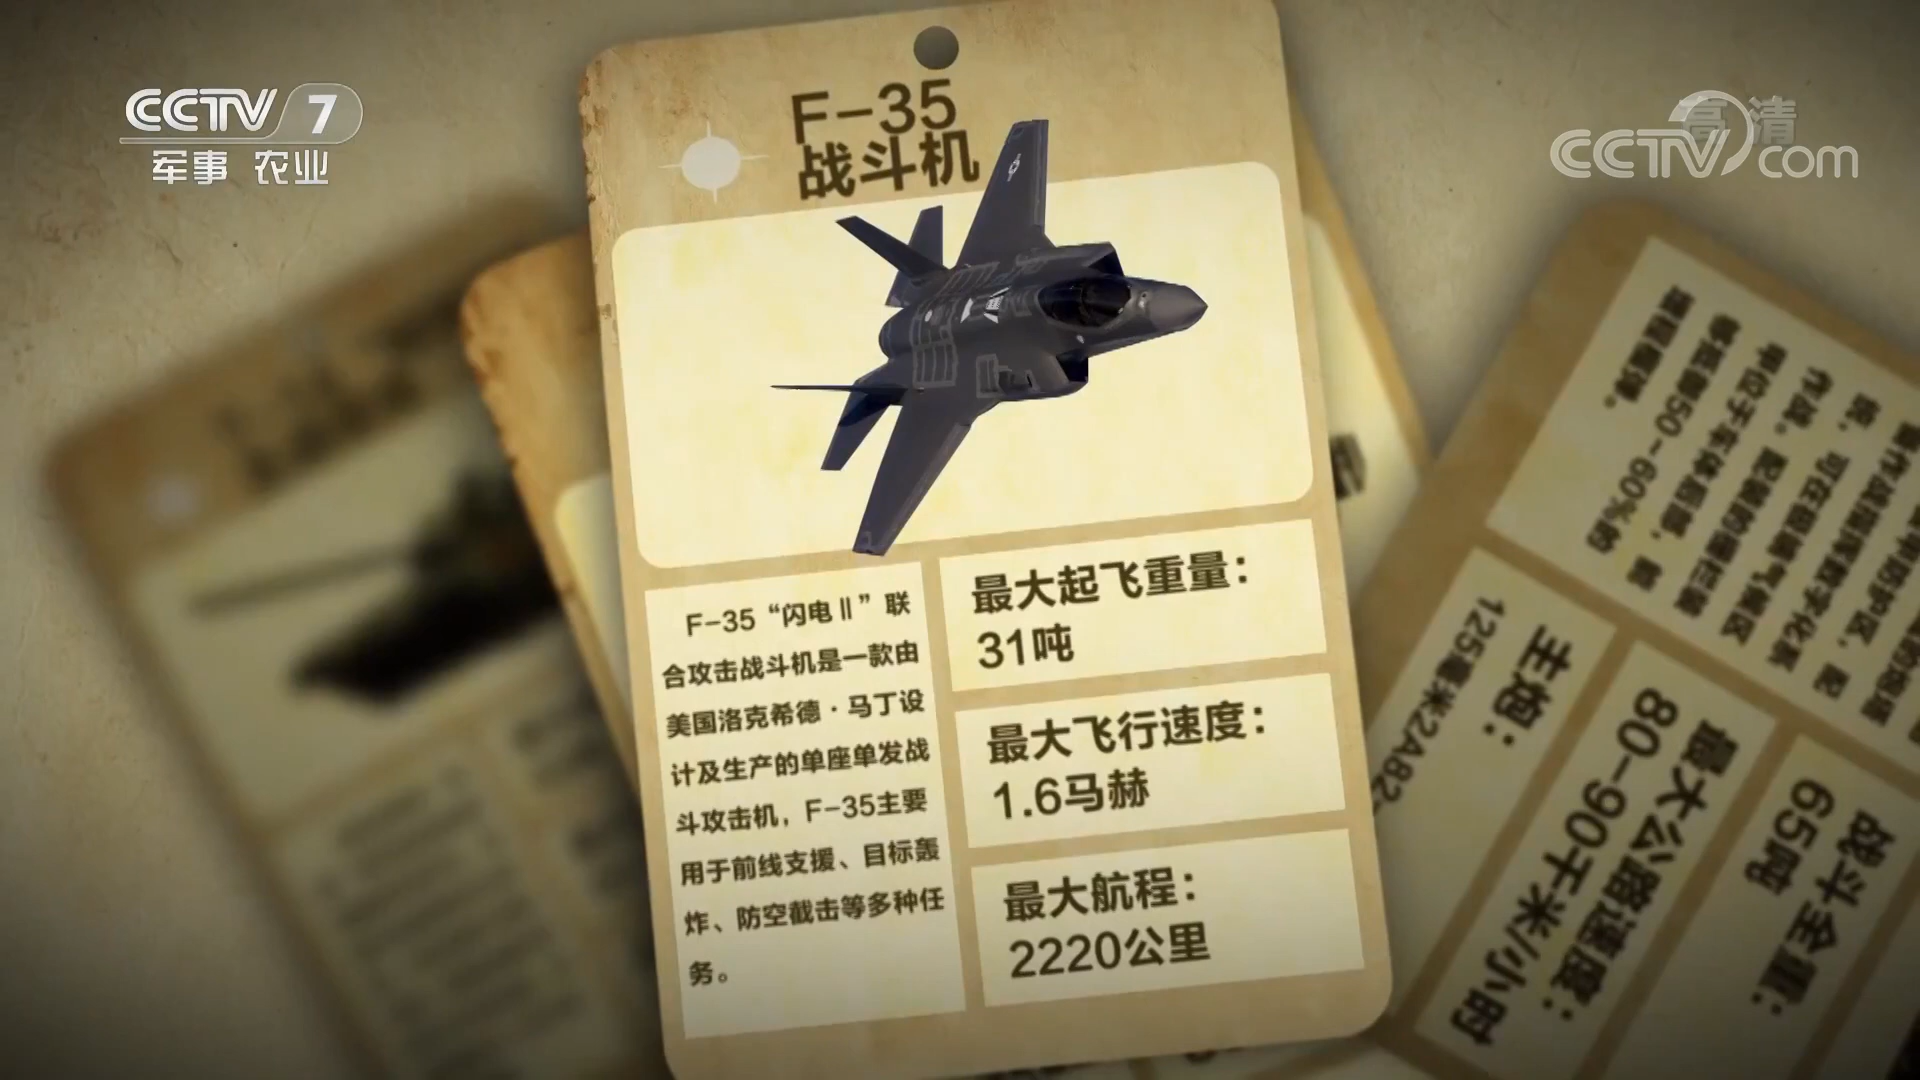 CCTV 7
军事 农业
高清
CCTV com
F-35
战斗机
F-35“闪电Ⅱ”联
合攻击战斗机是一款由
美国洛克希德·马丁设
计及生产的单座单发战
斗攻击机，F-35主要
用于前线支援、目标轰
炸、防空截击等多种任
务。
最大起飞重量：
31吨
最大飞行速度：
1.6马赫
最大航程：
2220公里
主炮：
125毫米2A82
最大公路速度：
80-90千米/小时
战斗全重：
65吨